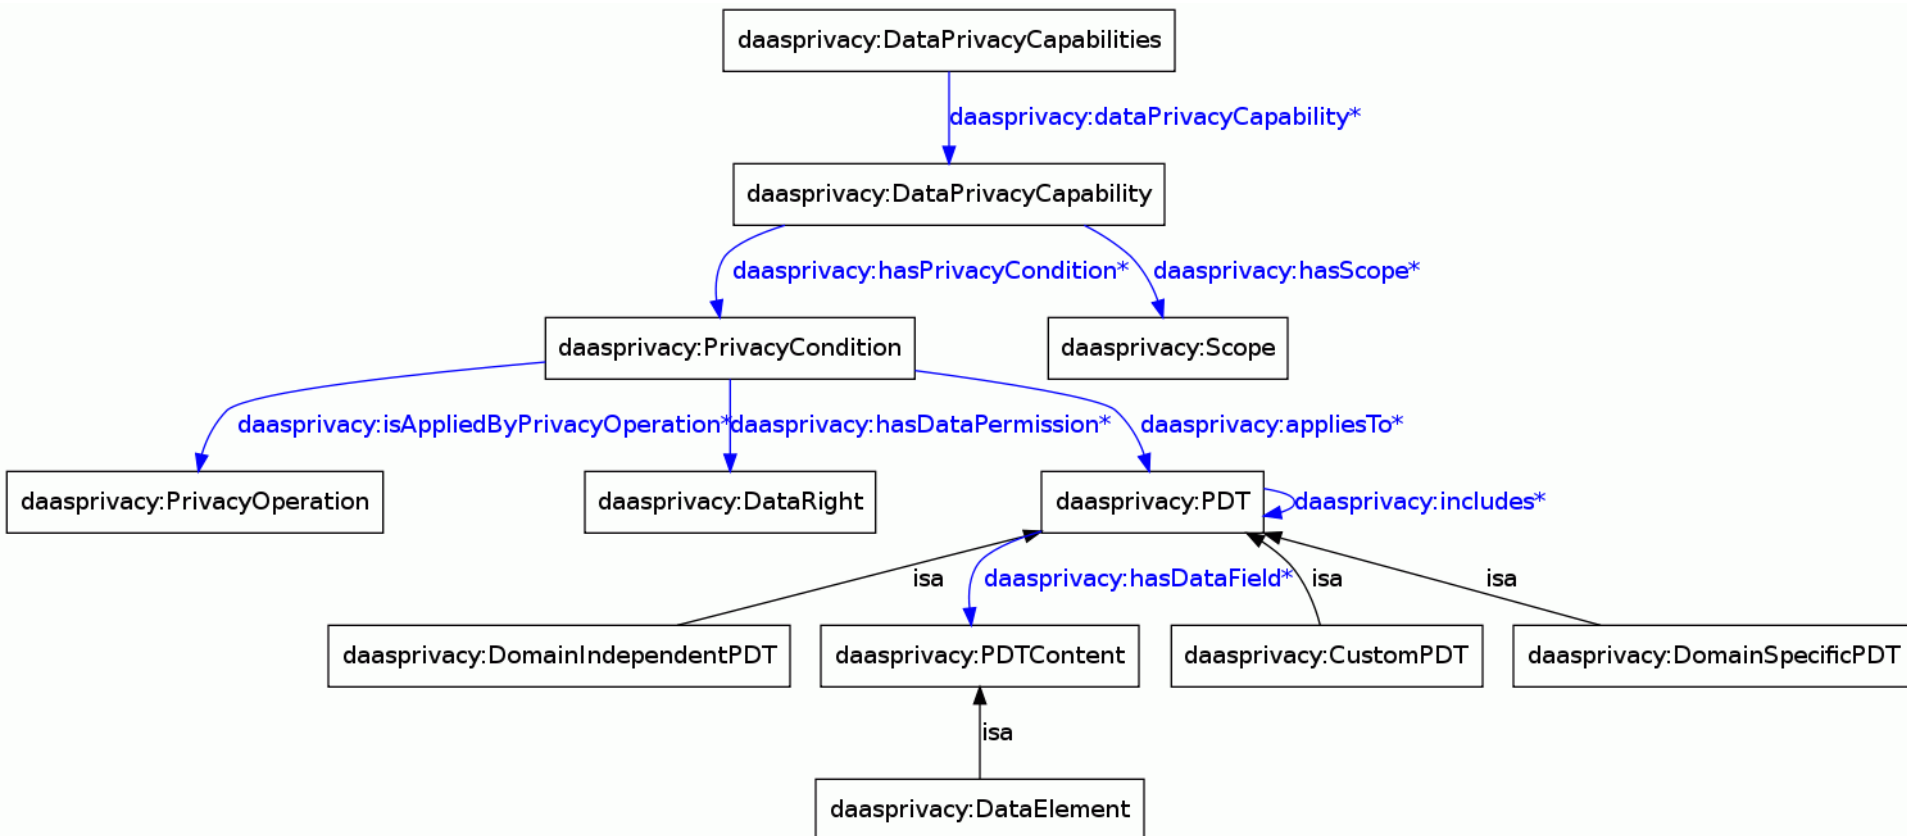 daasprivacy:DataPrivacyCapabilities
daasprivacy:dataPrivacyCapability*
daasprivacy:DataPrivacyCapability
daasprivacy:hasPrivacyCondition* daasprivacy:hasScope*
daasprivacy:PrivacyCondition daasprivacy:Scope
daasprivacy:isAppliedByPrivacyOperation* daasprivacy:hasDataPermission* daasprivacy:appliesTo*
daasprivacy:PrivacyOperation daasprivacy:DataRight daasprivacy:PDT daasprivacy:includes*
isa daasprivacy:hasDataField* isa isa
daasprivacy:DomainIndependentPDT daasprivacy:PDTContent daasprivacy:CustomPDT daasprivacy:DomainSpecificPDT
isa
daasprivacy:DataElement